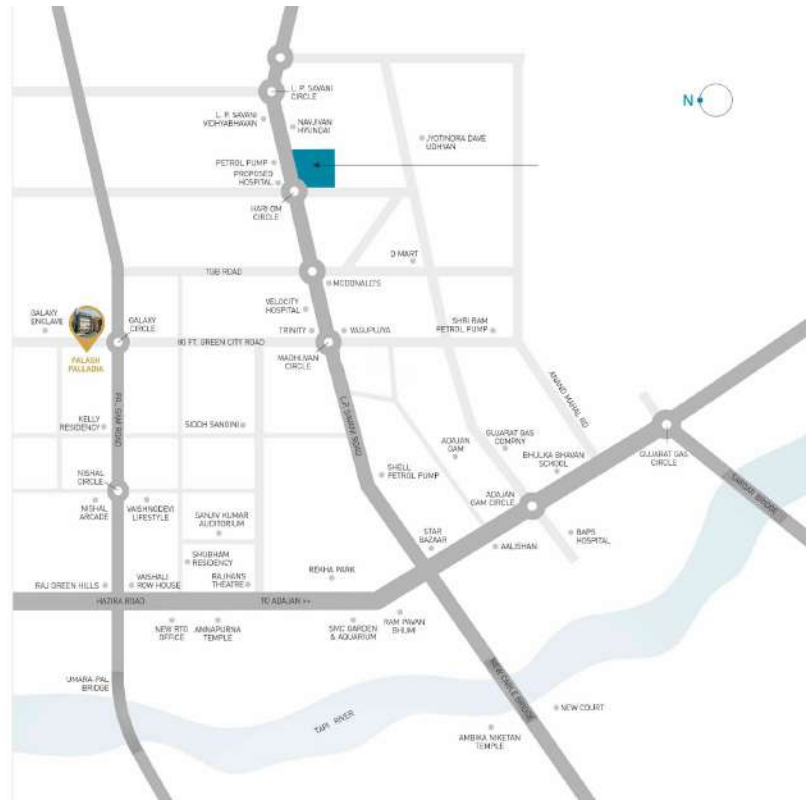 L. P. SAVANI
CIRCLE
L. P. SAVANI
VIDHYABHAVAN
NAVJIVAN
HYUNDAI
N
JYOTINDRA DAVE
UDHYAN
PETROL PUMP
PROPOSED
HOSPITAL
HARI OM
CIRCLE
D MART
TGB ROAD
MCDONALD'S
VELOCITY
HOSPITAL
GALAXY
ENCLAVE
GALAXY
CIRCLE
TRINITY
VASUPUJYA
SHRI RAM
PETROL PUMP
FT. GREEN CITY ROAD
MADHUVAN
CIRCLE
PALASH
PALLADIA
ANAND MAHAL RD
PAL GAM ROAD
KELLY
RESIDENCY
SIDDH SANGINI
L.P. SAVANI ROAD
ADAJAN
GAM
GUJARAT GAS
COMPNY
BHULKA BHAVAN
SCHOOL
GUJARAT GAS
CIRCLE
NISHAL
CIRCLE
SHELL
PETROL PUMP
SARDAR BRIDGE
NISHAL
ARCADE
VAISHNODEVI
LIFESTYLE
ADAJAN
GAM CIRCLE
SANJIV KUMAR
AUDITORIUM
STAR
BAZAAR
BAPS
HOSPITAL
AALISHAN
SHUBHAM
RESIDENCY
RAJ GREEN HILLS
VAISHALI
ROW HOUSE
RAJHANS
THEATRE
REKHA PARK
HAZIRA ROAD
TO ADAJAN >>
NEW RTO
OFFICE
ANNAPURNA
TEMPLE
SMC GARDEN
& AQUARIUM
RAM PAVAN
BHUMI
UMARA-PAL
BRIDGE
NEW CABLE BRIDGE
TAPI RIVER
NEW COURT
AMBIKA NIKETAN
TEMPLE